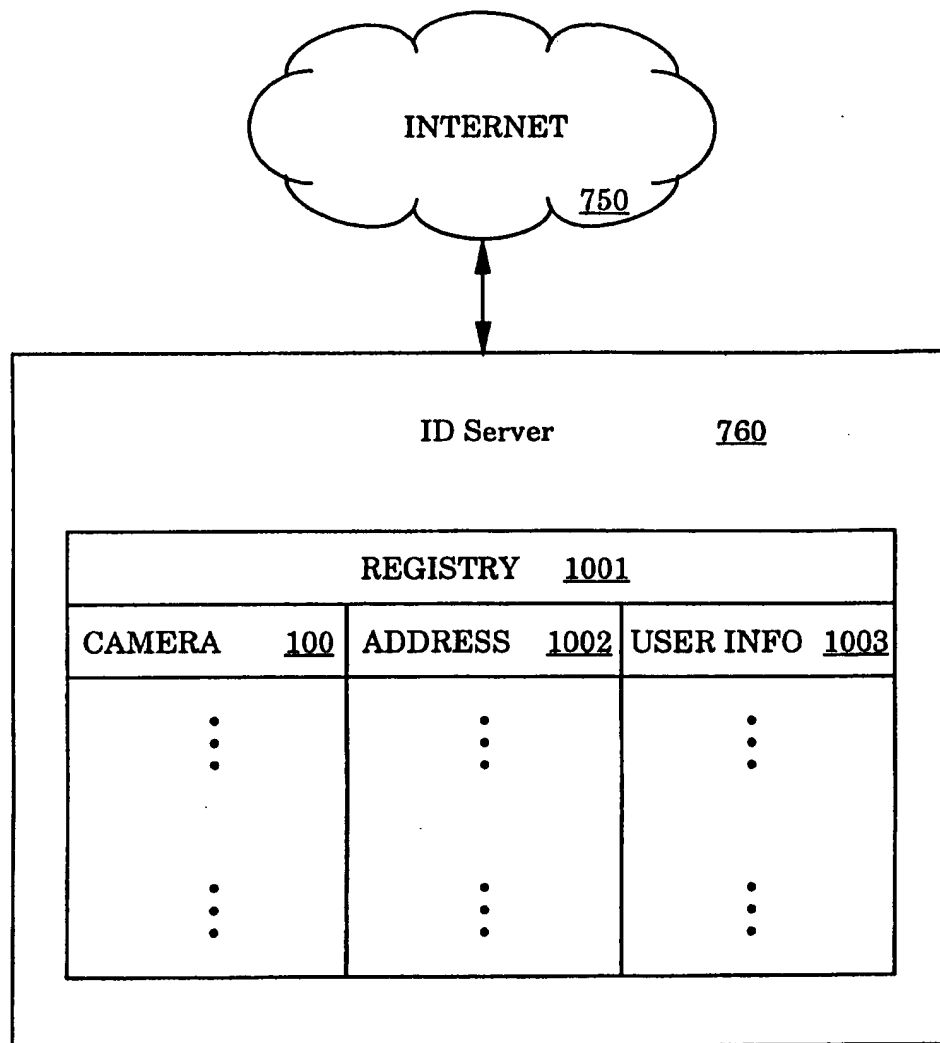 INTERNET
750
ID Server 760
REGISTRY 1001
CAMERA 100 ADDRESS 1002 USER INFO 1003